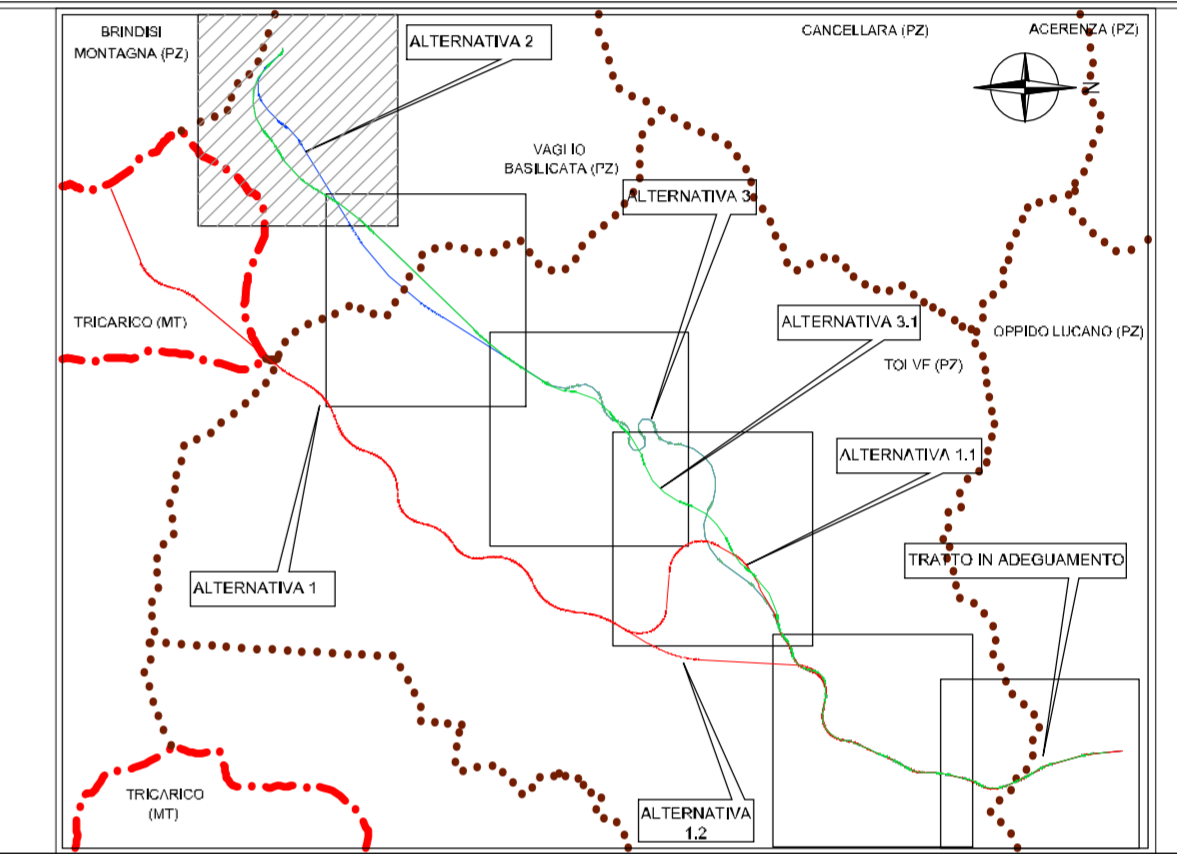 BRINDISI
MONTAGNA (PZ)
ALTERNATIVA 2
CANCELLARA (PZ)
ACERENZA (PZ)
N
VAGLIO
BASILICATA (PZ)
ALTERNATIVA 3
TRICARICO (MT)
ALTERNATIVA 3.1
OPPIDO LUCANO (PZ)
TOLVE (PZ)
ALTERNATIVA 1.1
TRATTO IN ADEGUAMENTO
ALTERNATIVA 1
TRICARICO
(MT)
ALTERNATIVA
1.2